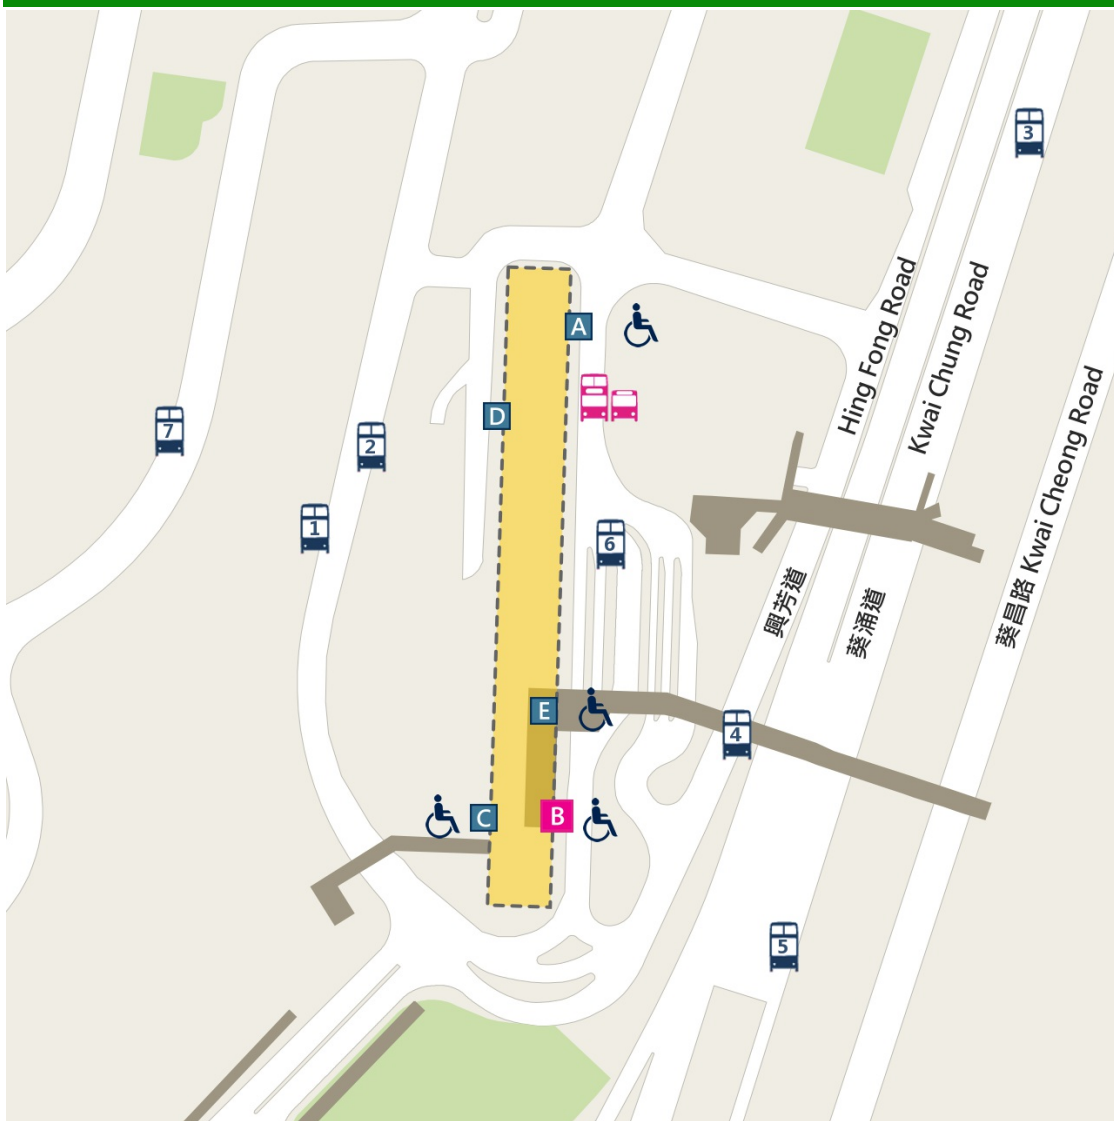 3
A
Hing Fong Road
Kwai Chung Road
D
7
2
1
6
葵昌路 Kwai Cheong Road
興芳道
葵涌道
E
4
C
B
5